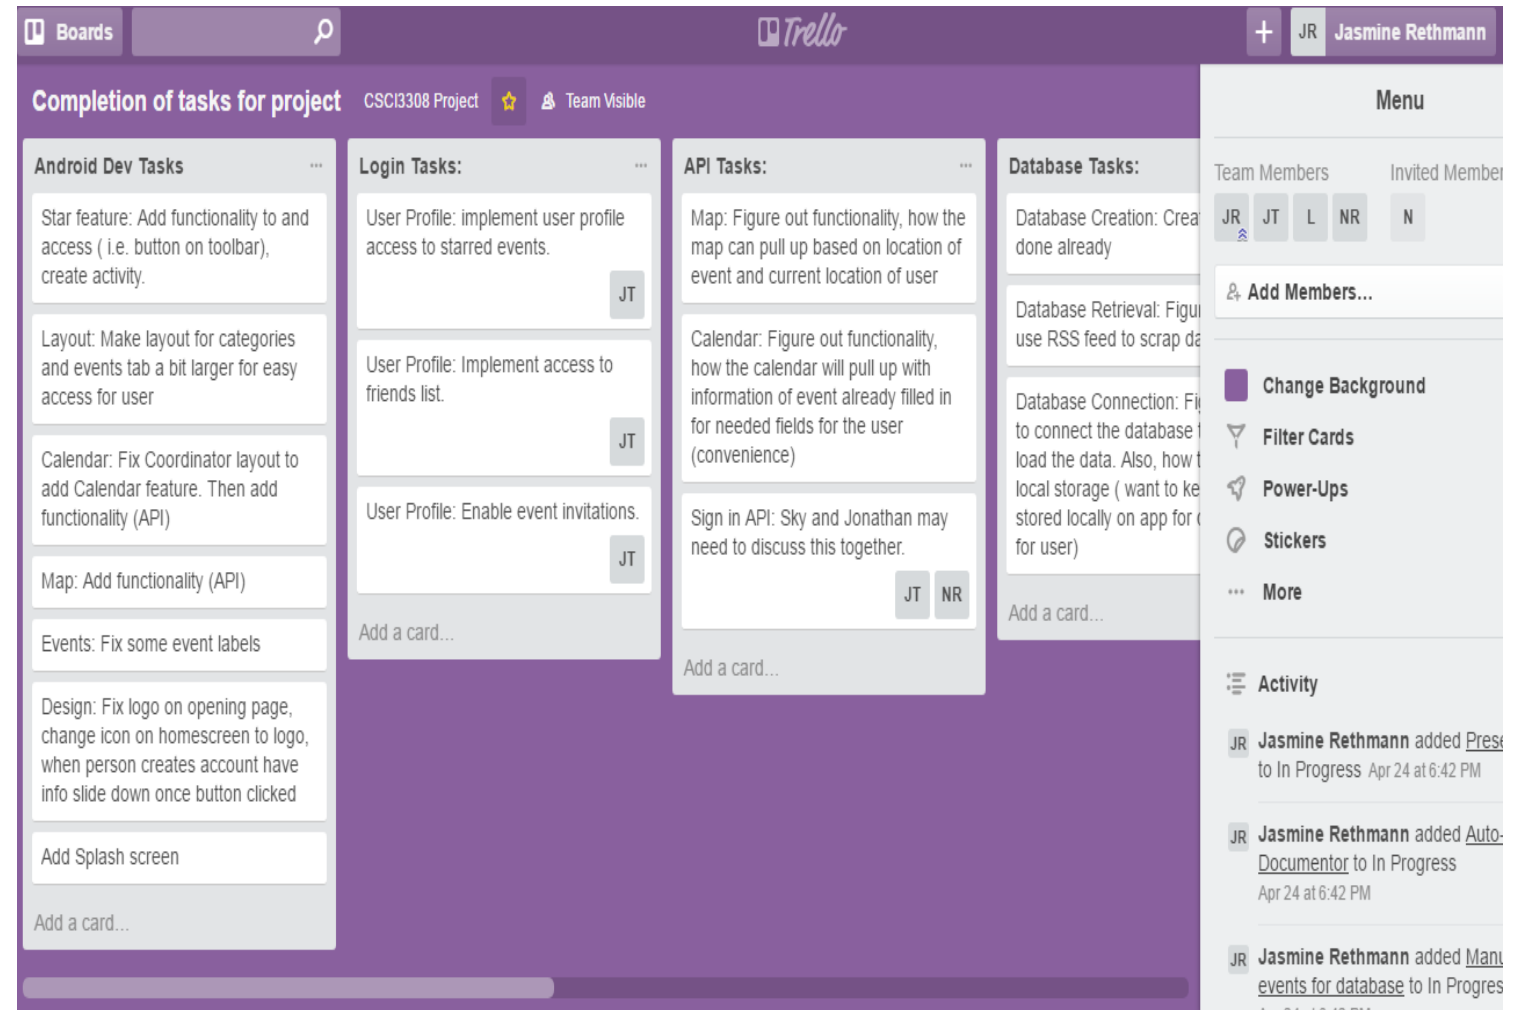 Boards
Trello
JR Jasmine Rethmann
Completion of tasks for project CSCI3308 Project Team Visible
Android Dev Tasks
Star feature: Add functionality to and
access ( i.e. button on toolbar),
create activity.
Layout: Make layout for categories
and events tab a bit larger for easy
access for user
Calendar: Fix Coordinator layout to
add Calendar feature. Then add
functionality (API)
Map: Add functionality (API)
Events: Fix some event labels
Design: Fix logo on opening page,
change icon on homescreen to logo,
when person creates account have
info slide down once button clicked
Add Splash screen
Add a card...
Login Tasks:
User Profile: implement user profile
access to starred events.
JT
User Profile: Implement access to
friends list.
JT
User Profile: Enable event invitations.
JT
Add a card...
API Tasks:
Map: Figure out functionality, how the
map can pull up based on location of
event and current location of user
Calendar: Figure out functionality,
how the calendar will pull up with
information of event already filled in
for needed fields for the user
(convenience)
Sign in API: Sky and Jonathan may
need to discuss this together.
JT NR
Add a card...
Database Tasks:
Database Creation: Crea
done already
Database Retrieval: Figu
use RSS feed to scrap da
Database Connection: Fi
to connect the database
load the data. Also, how
local storage ( want to ke
stored locally on app for
for user)
Add a card...
Menu
Team Members Invited Member
JR JT L NR N
Add Members...
Change Background
Filter Cards
Power-Ups
Stickers
More
Activity
JR Jasmine Rethmann added Prese
to In Progress Apr 24 at 6:42 PM
JR Jasmine Rethmann added Auto-
Documentor to In Progress
Apr 24 at 6:42 PM
JR Jasmine Rethmann added Manu
events for database to In Progres